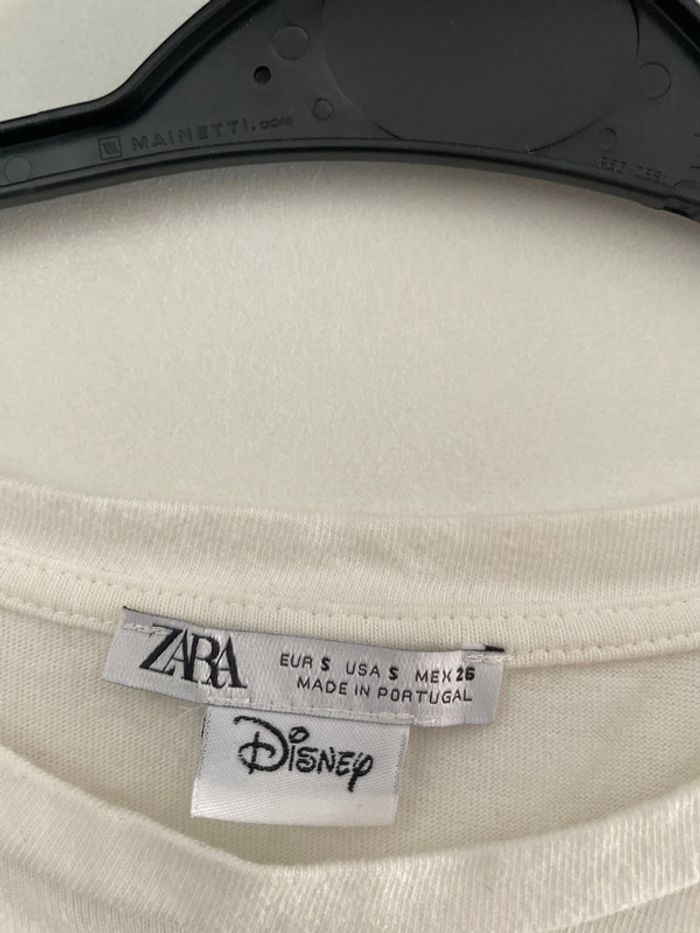 MAINETTI.COM
ZARA
EUR S USA S MEX 26
MADE IN PORTUGAL
Disney